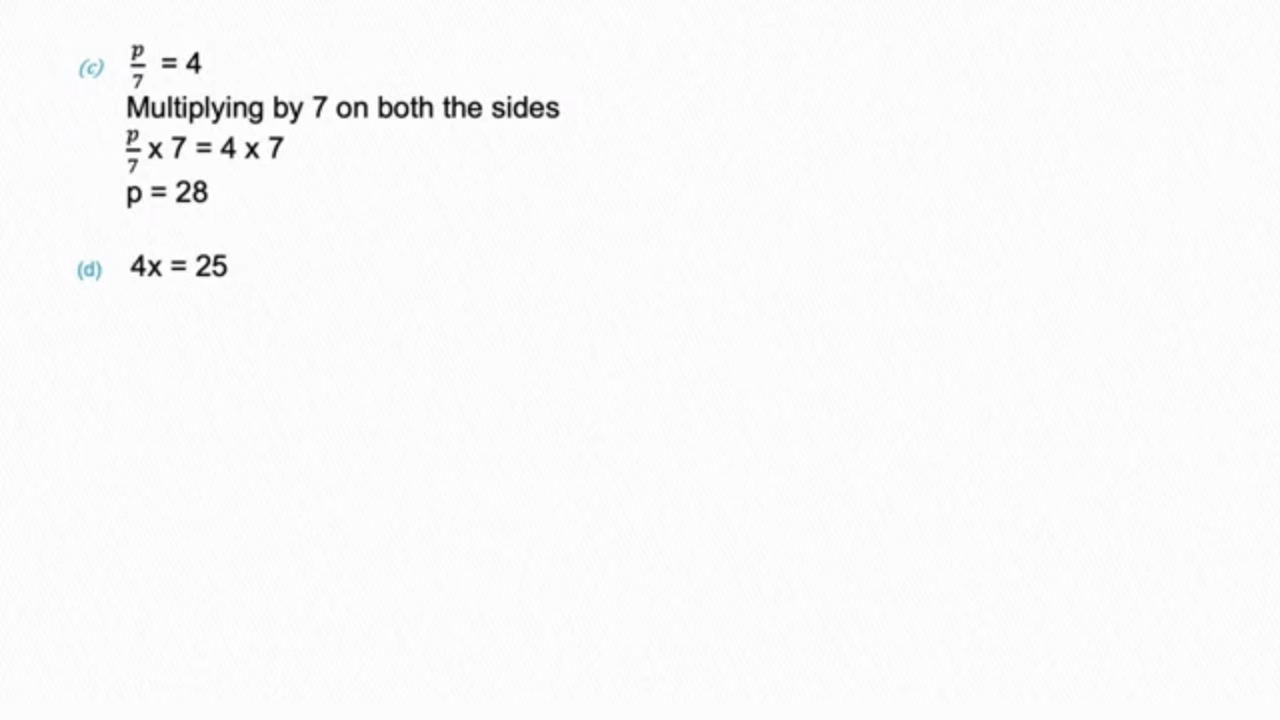 (c) p/7 = 4
Multiplying by 7 on both the sides
p/7 x 7 = 4 x 7
p = 28
(d) 4x = 25